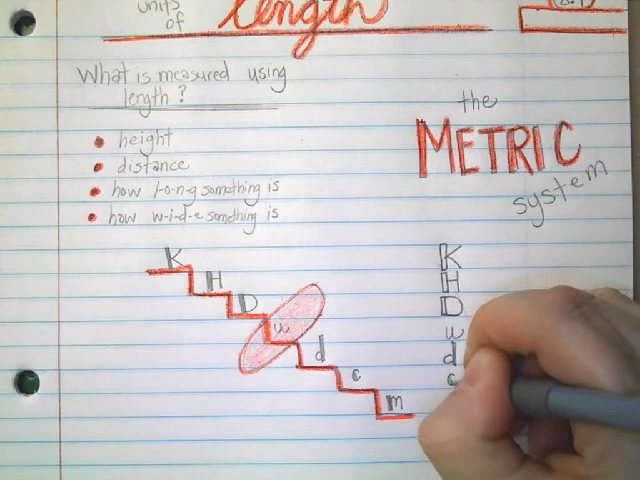 units
of
length
What is measured using
length?
• height
• distance
• how l-o-n-g something is
• how w-i-d-e something is
the
METRIC
system
K
H
D
u
d
c
m
K
H
D
u
d
c